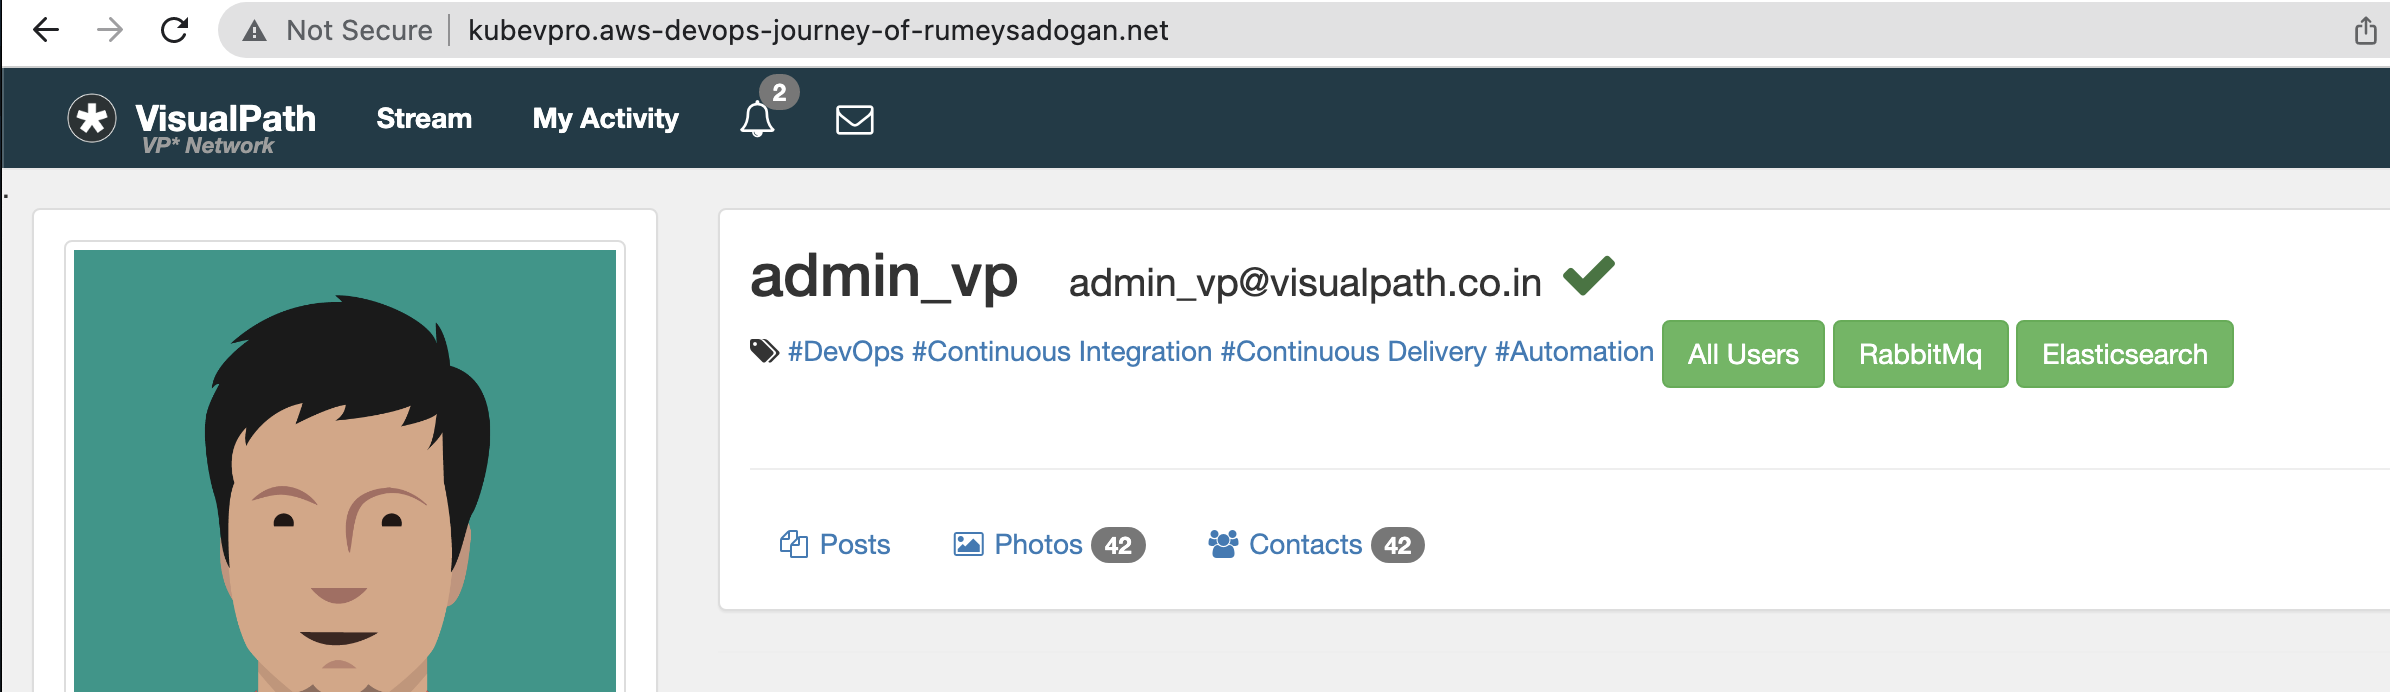 Not Secure kubevpro.aws-devops-journey-of-rumeysadogan.net
VisualPath Stream My Activity 2
VP* Network
admin_vp admin_vp@visualpath.co.in
#DevOps #Continuous Integration #Continuous Delivery #Automation All Users RabbitMq Elasticsearch
Posts Photos 42 Contacts 42